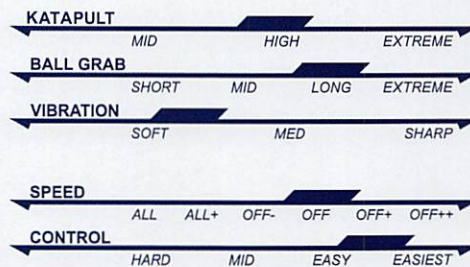 KATAPULT
MID HIGH EXTREME
BALL GRAB
SHORT MID LONG EXTREME
VIBRATION
SOFT MED SHARP
SPEED
ALL ALL+ OFF- OFF OFF+ OFF++
CONTROL
HARD MID EASY EASIEST